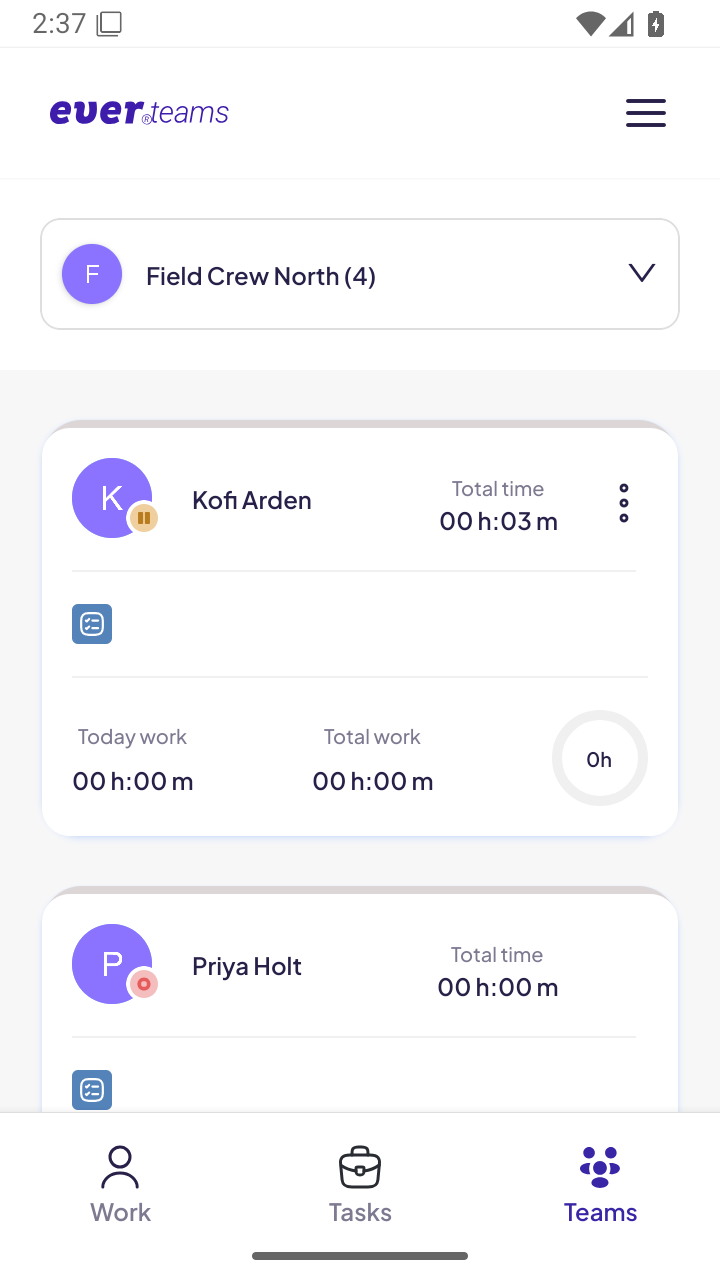 2:37
ever®teams
F
Field Crew North (4)
K
Kofi Arden
Total time
00 h:03 m
Today work
Total work
00 h:00 m
00 h:00 m
0h
P
Priya Holt
Total time
00 h:00 m
Work
Tasks
Teams